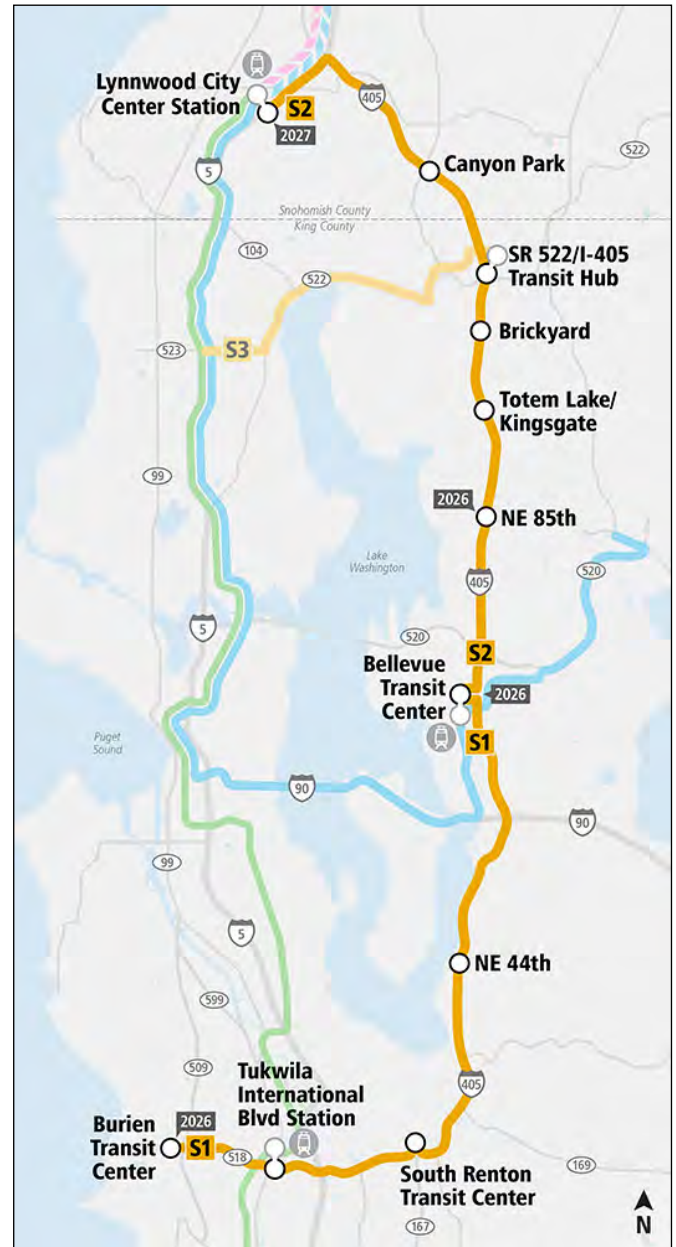 Lynnwood City
Center Station
S2
2027
405
Canyon Park
522
5
Snohomish County
King County
104
SR 522/I-405
Transit Hub
522
Brickyard
523
S3
Totem Lake/
Kingsgate
99
2026
NE 85th
Lake
Washington
405
520
5
520
S2
Bellevue
Transit
Center
2026
Puget
Sound
S1
90
90
99
5
NE 44th
599
509
405
Tukwila
International
Blvd Station
Burien
Transit
Center
2026
S1
518
South Renton
Transit Center
169
167
N